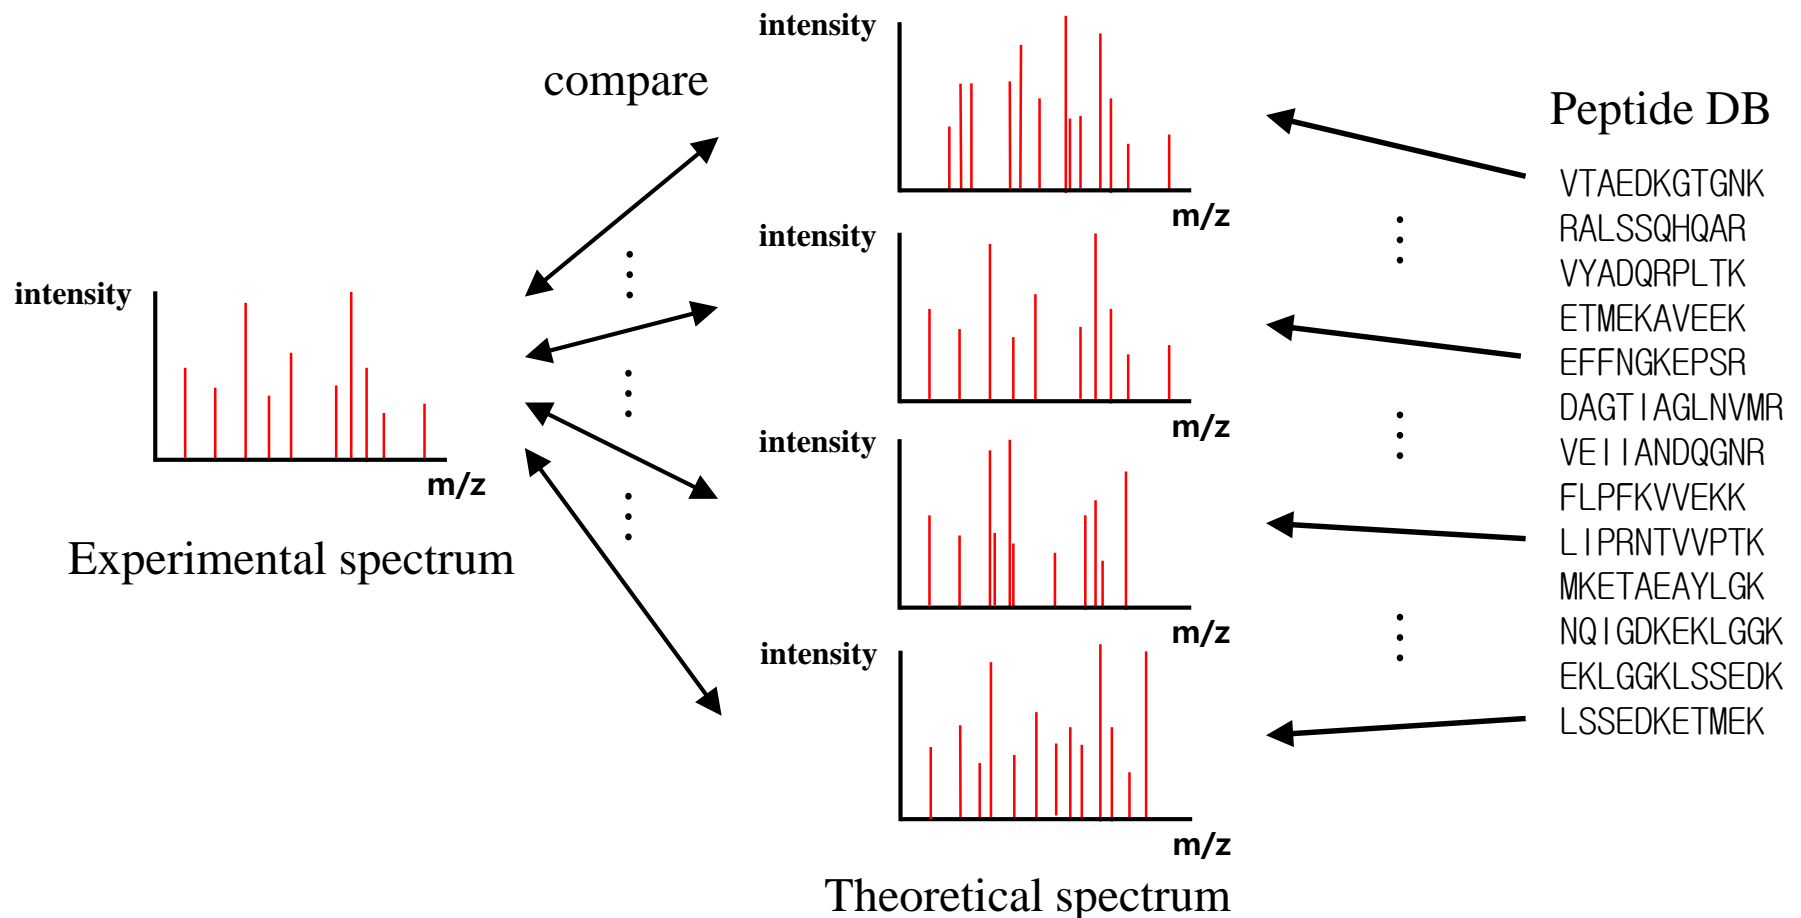 compare
intensity
m/z
Experimental spectrum
intensity
m/z
intensity
m/z
intensity
m/z
intensity
m/z
Theoretical spectrum
Peptide DB
VTAEDKGTGNK
RALSSQHQAR
VYADQRPLTK
ETMEKAVEEK
EFFNGKEPSR
DAGTIAGLNVMR
VEIIANDQGNR
FLPFKVVEKK
LIPRNTVVPTK
MKETAEAYLGK
NQIGDKEKLGGK
EKLGGKLSSEDK
LSSEDKETMEK